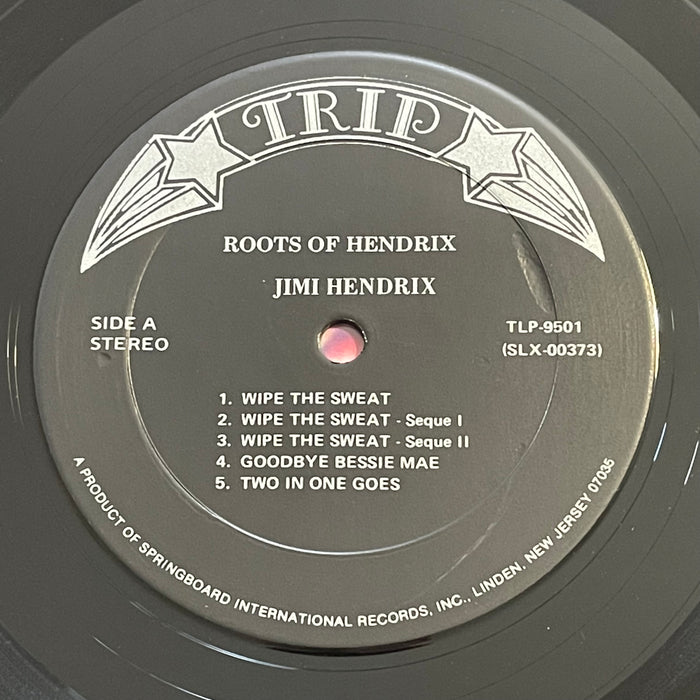 TRIP
ROOTS OF HENDRIX
JIMI HENDRIX
SIDE A
STEREO
TLP-9501
(SLX-00373)
1. WIPE THE SWEAT
2. WIPE THE SWEAT - Seque I
3. WIPE THE SWEAT - Seque II
4. GOODBYE BESSIE MAE
5. TWO IN ONE GOES
A PRODUCT OF SPRINGBOARD INTERNATIONAL RECORDS, INC., LINDEN, NEW JERSEY 07036